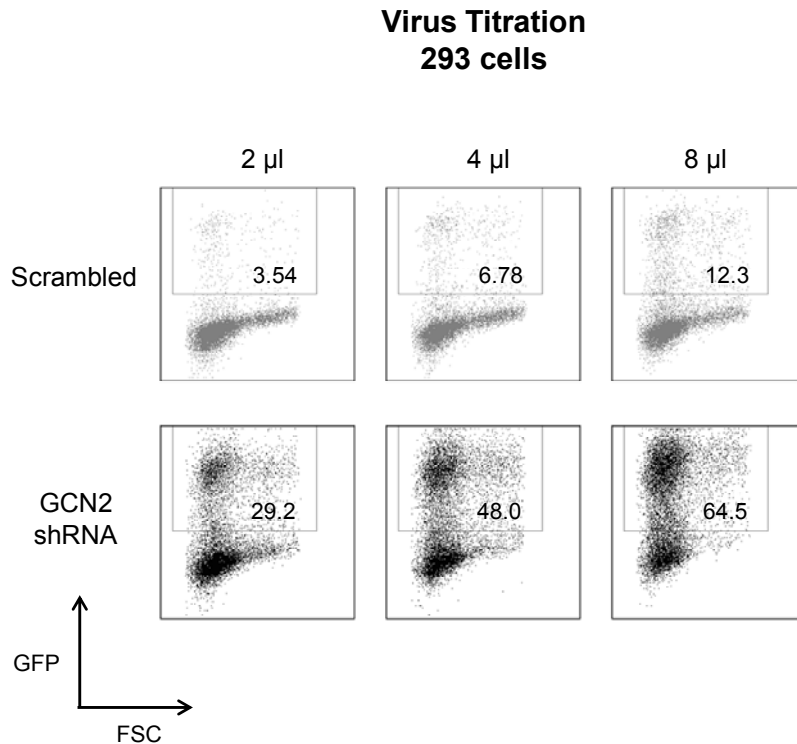 Virus Titration
293 cells
2 µl
4 µl
8 µl
Scrambled
3.54
6.78
12.3
GCN2
shRNA
29.2
48.0
64.5
GFP
FSC